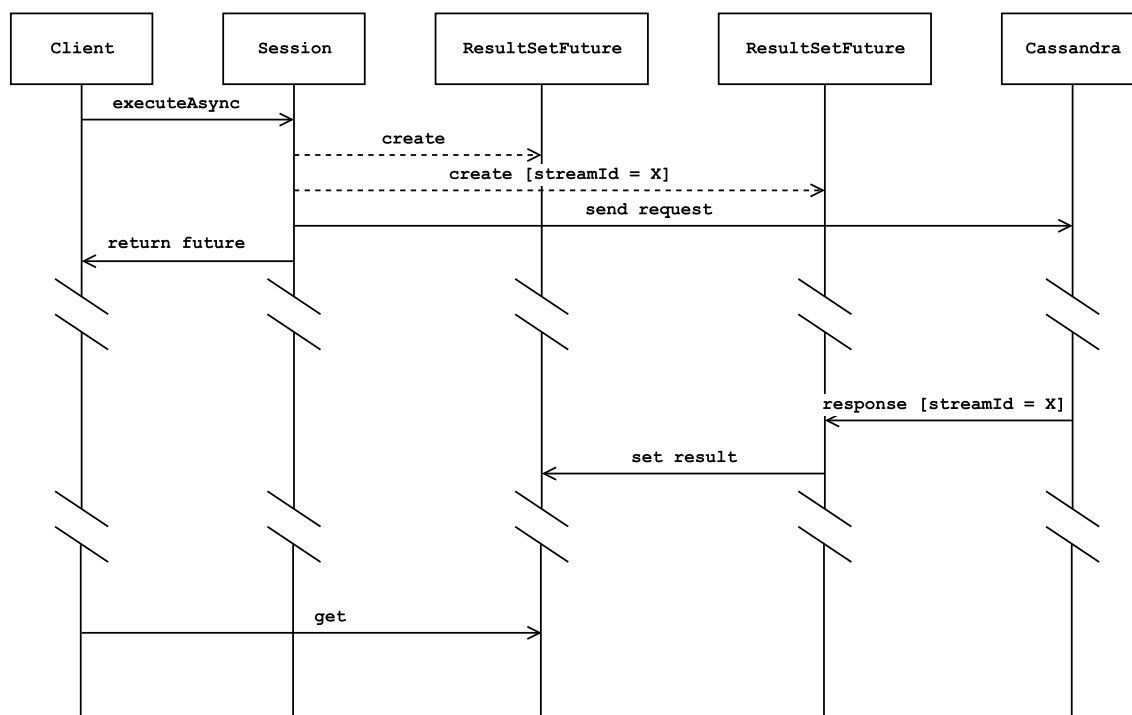 Client
Session
ResultSetFuture
ResultSetFuture
Cassandra
executeAsync
create
create [streamId = X]
send request
return future
response [streamId = X]
set result
get